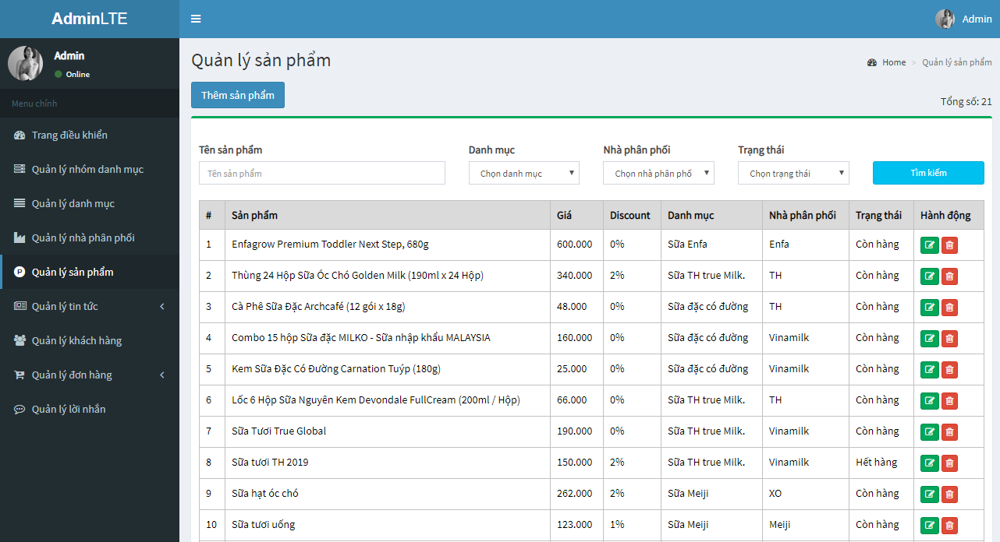 AdminLTE
Admin
Admin
Online
Menu chính
Trang điều khiển
Quản lý nhóm danh mục
Quản lý danh mục
Quản lý nhà phân phối
Quản lý sản phẩm
Quản lý tin tức
Quản lý khách hàng
Quản lý đơn hàng
Quản lý lời nhắn
Quản lý sản phẩm
Home > Quản lý sản phẩm
Thêm sản phẩm
Tổng số: 21
Tên sản phẩm Danh mục Nhà phân phối Trạng thái
Tên sản phẩm Chọn danh mục Chọn nhà phân phố Chọn trạng thái Tìm kiếm
# Sản phẩm Giá Discount Danh mục Nhà phân phối Trạng thái Hành động
1 Enfagrow Premium Toddler Next Step, 680g 600.000 0% Sữa Enfa Enfa Còn hàng
2 Thùng 24 Hộp Sữa Óc Chó Golden Milk (190ml x 24 Hộp) 340.000 2% Sữa TH true Milk. TH Còn hàng
3 Cà Phê Sữa Đặc Archcafé (12 gói x 18g) 48.000 0% Sữa đặc có đường TH Còn hàng
4 Combo 15 hộp Sữa đặc MILKO - Sữa nhập khẩu MALAYSIA 160.000 0% Sữa đặc có đường Vinamilk Còn hàng
5 Kem Sữa Đặc Có Đường Carnation Tuýp (180g) 25.000 0% Sữa đặc có đường Vinamilk Còn hàng
6 Lốc 6 Hộp Sữa Nguyên Kem Devondale FullCream (200ml / Hộp) 66.000 0% Sữa TH true Milk. TH Còn hàng
7 Sữa Tươi True Global 190.000 0% Sữa TH true Milk. Vinamilk Còn hàng
8 Sữa tươi TH 2019 150.000 2% Sữa TH true Milk. Vinamilk Hết hàng
9 Sữa hạt óc chó 262.000 2% Sữa Meiji XO Còn hàng
10 Sữa tươi uống 123.000 1% Sữa Meiji Meiji Còn hàng